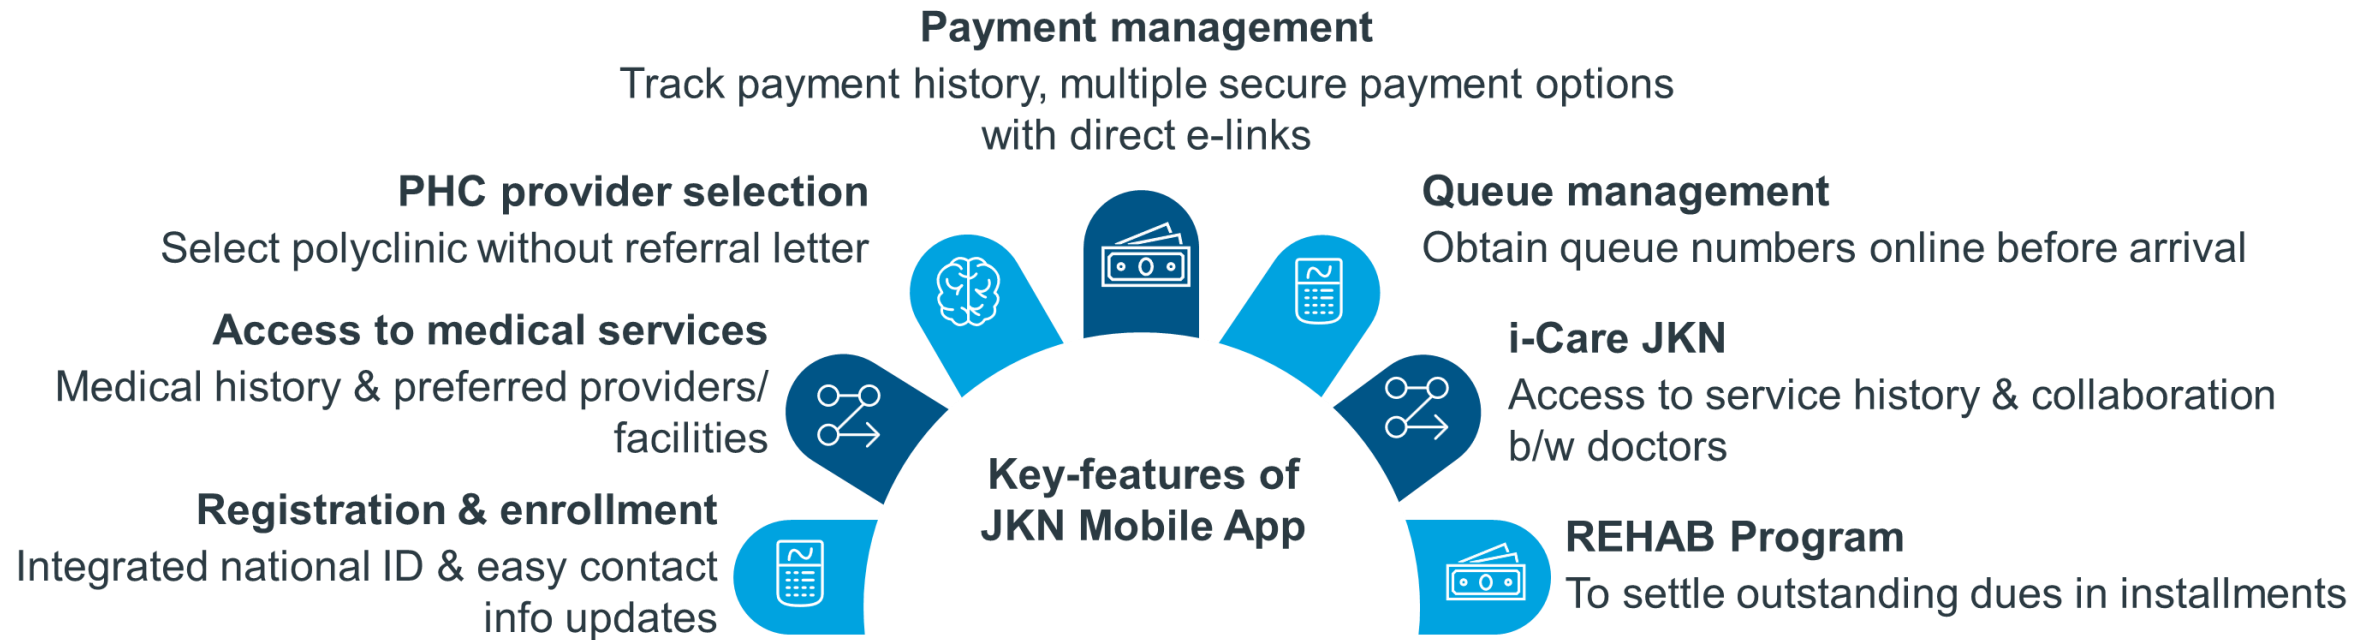 Payment management
Track payment history, multiple secure payment options
with direct e-links
PHC provider selection
Select polyclinic without referral letter
Queue management
Obtain queue numbers online before arrival
Access to medical services
Medical history & preferred providers/
facilities
i-Care JKN
Access to service history & collaboration
b/w doctors
Key-features of
JKN Mobile App
Registration & enrollment
Integrated national ID & easy contact
info updates
REHAB Program
To settle outstanding dues in installments